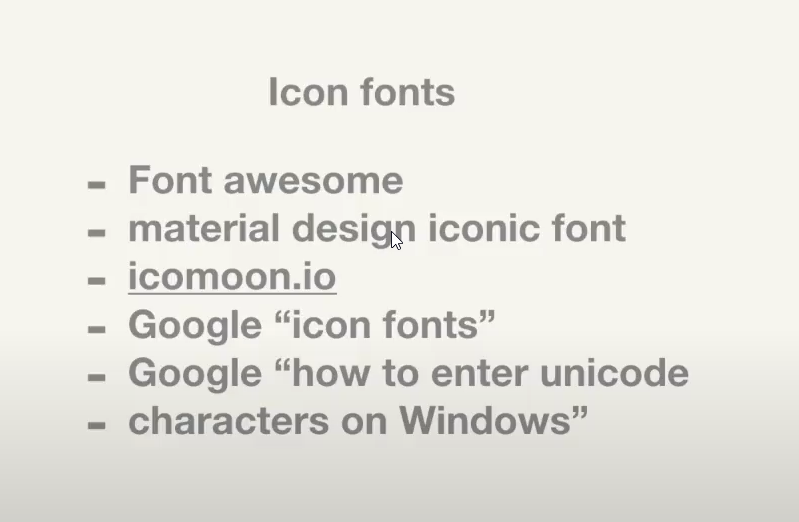 Icon fonts
- Font awesome
- material design iconic font
- icomoon.io
- Google “icon fonts”
- Google “how to enter unicode
- characters on Windows”